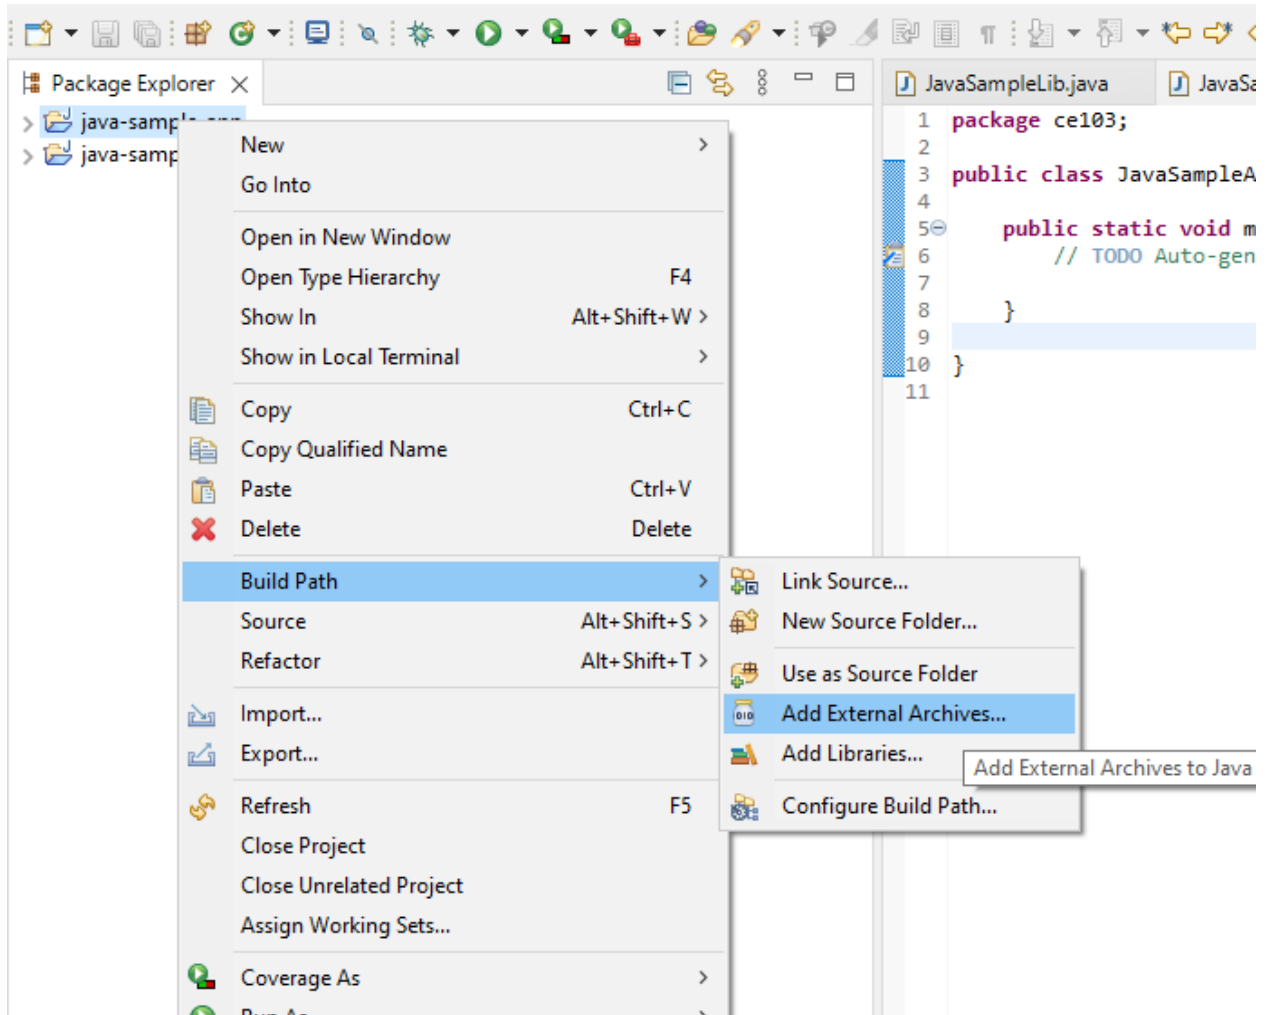 Package Explorer
java-sample-app
java-samp
New
Go Into
Open in New Window
Open Type Hierarchy F4
Show In Alt+Shift+W >
Show in Local Terminal >
Copy Ctrl+C
Copy Qualified Name
Paste Ctrl+V
Delete Delete
Build Path >
Source Alt+Shift+S >
Refactor Alt+Shift+T >
Import...
Export...
Refresh F5
Close Project
Close Unrelated Project
Assign Working Sets...
Coverage As >
Run As
Link Source...
New Source Folder...
Use as Source Folder
Add External Archives...
Add Libraries...
Configure Build Path...
Add External Archives to Java
JavaSampleLib.java JavaSa
1 package ce103;
2
3 public class JavaSampleA
4
5 public static void m
6 // TODO Auto-gen
7
8 }
9
10 }
11